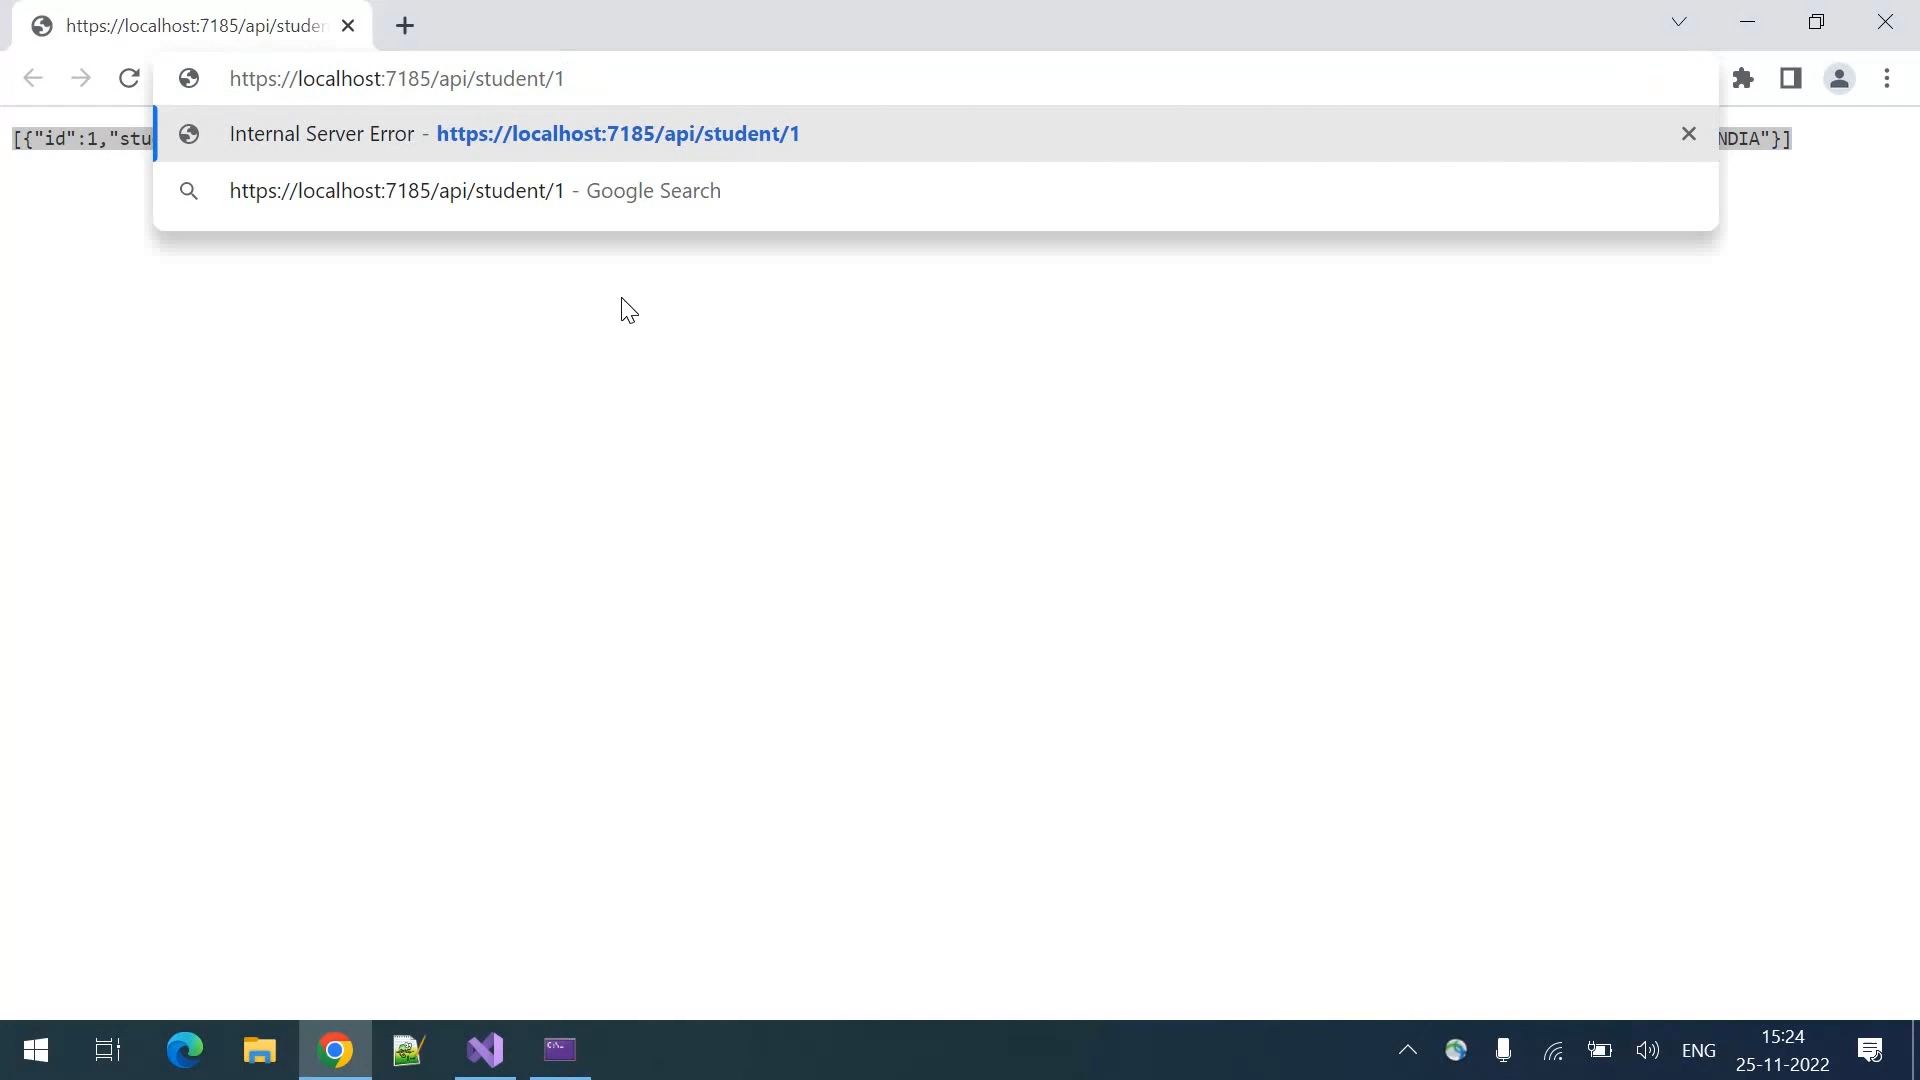 https://localhost:7185/api/studen
https://localhost:7185/api/student/1
Internal Server Error - https://localhost:7185/api/student/1
[{"id":1,"stu
NDIA"}]
https://localhost:7185/api/student/1 - Google Search
ENG
15:24
25-11-2022